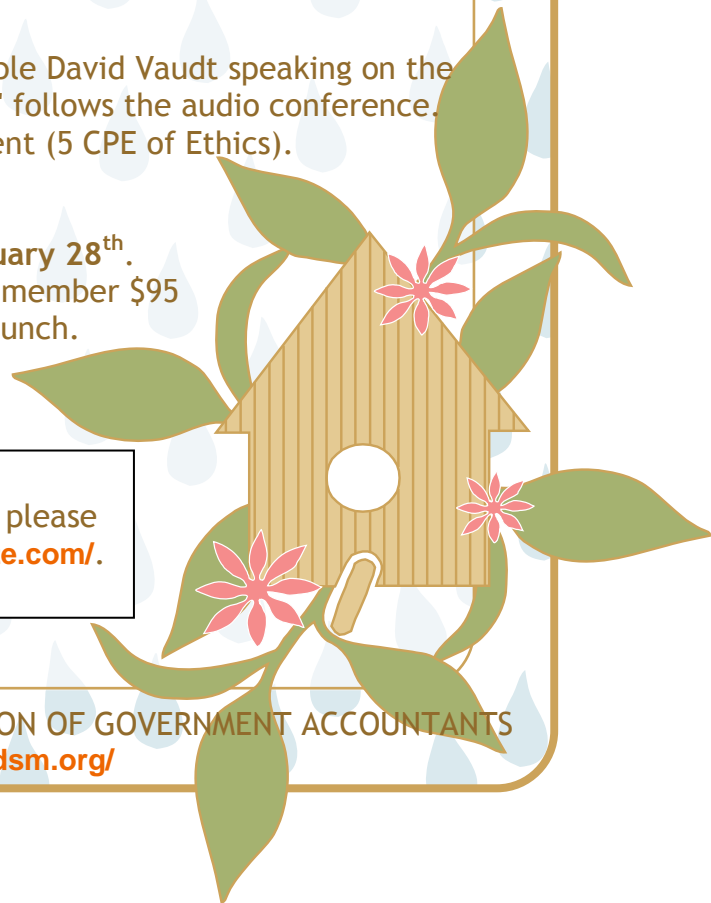 ble David Vaudt speaking on the
" follows the audio conference.
ent (5 CPE of Ethics).
uary 28th.
member $95
unch.
please
e.com/.
ON OF GOVERNMENT ACCOUNTANTS
dsm.org/